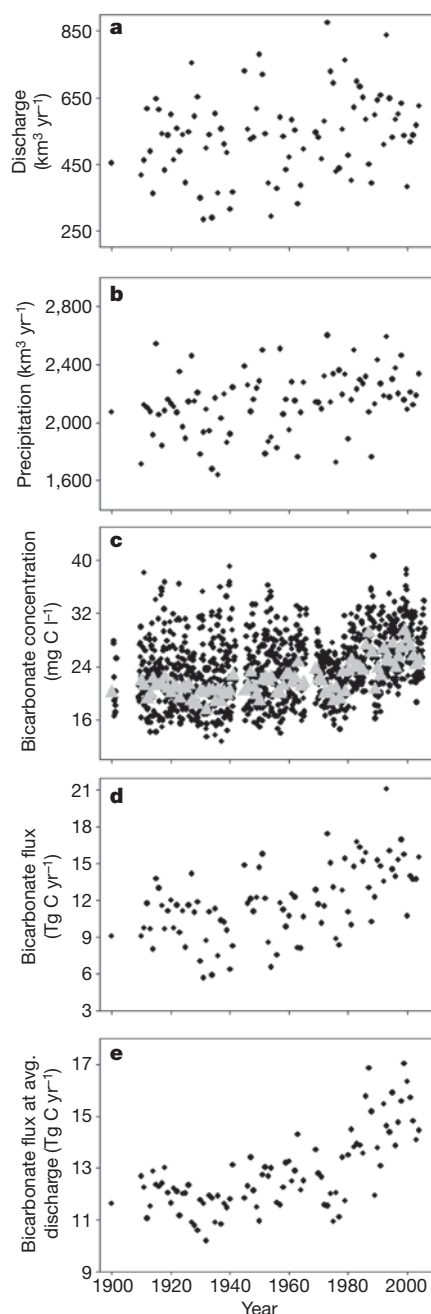 a
850
650
450
250
Discharge
(km³ yr⁻¹)
b
2,800
2,400
2,000
1,600
Precipitation (km³ yr⁻¹)
c
40
32
24
16
Bicarbonate concentration
(mg C l⁻¹)
d
21
18
15
12
9
6
3
Bicarbonate flux
(Tg C yr⁻¹)
e
17
15
13
11
9
Bicarbonate flux at avg.
discharge (Tg C yr⁻¹)
1900 1920 1940 1960 1980 2000
Year